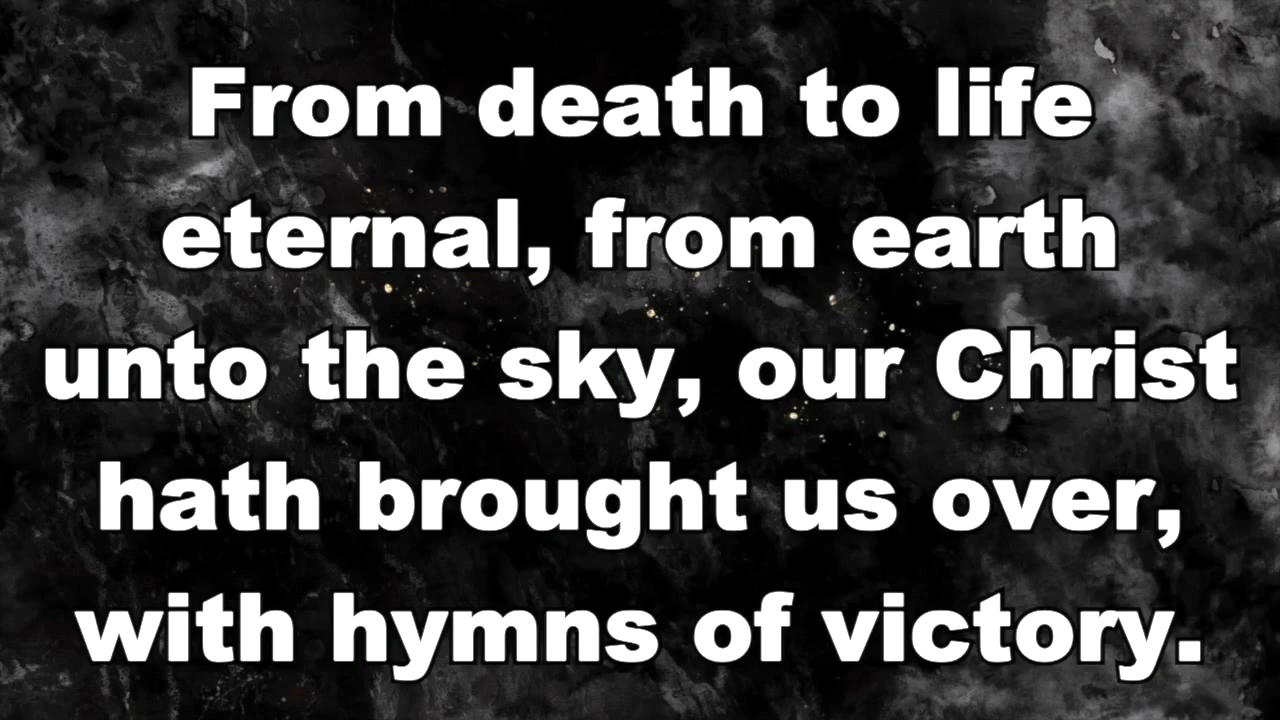 From death to life
eternal, from earth
unto the sky, our Christ
hath brought us over,
with hymns of victory.